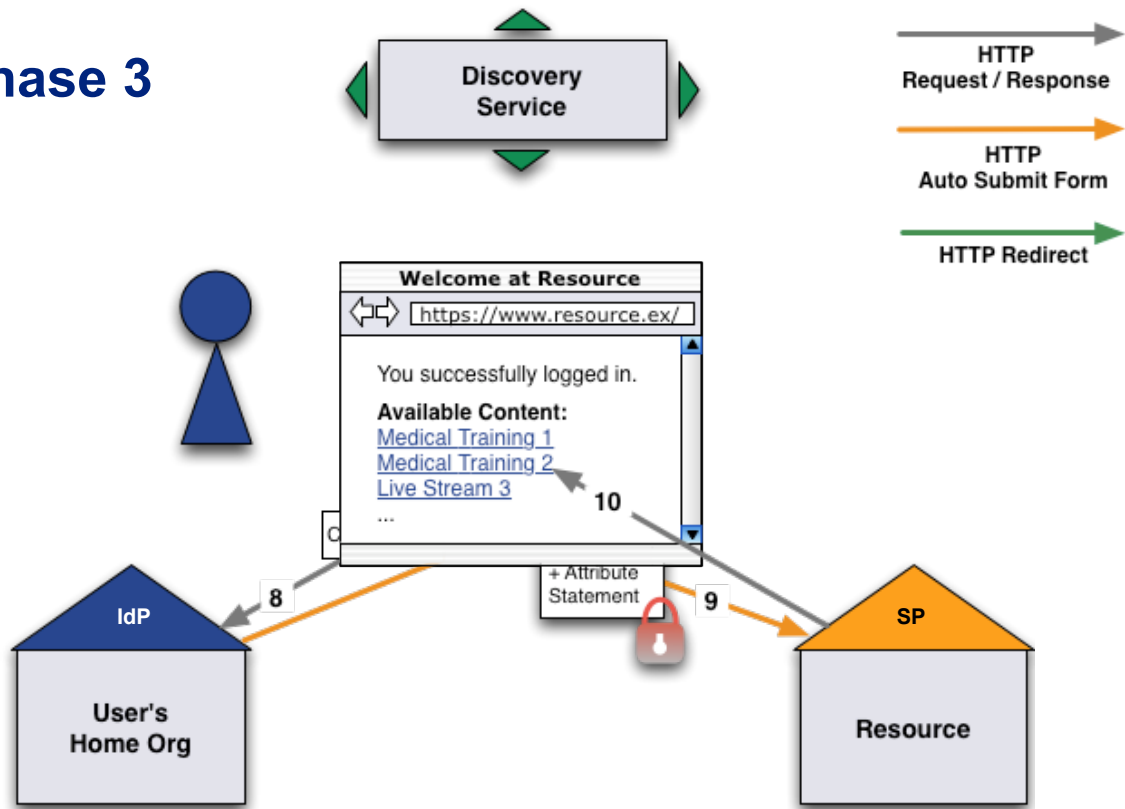 hase 3
Discovery
Service
HTTP
Request / Response
HTTP
Auto Submit Form
HTTP Redirect
Welcome at Resource
https://www.resource.ex/
You successfully logged in.
Available Content:
Medical Training 1
Medical Training 2
Live Stream 3
...
10
C
+ Attribute
Statement
8
9
IdP
SP
User's
Home Org
Resource